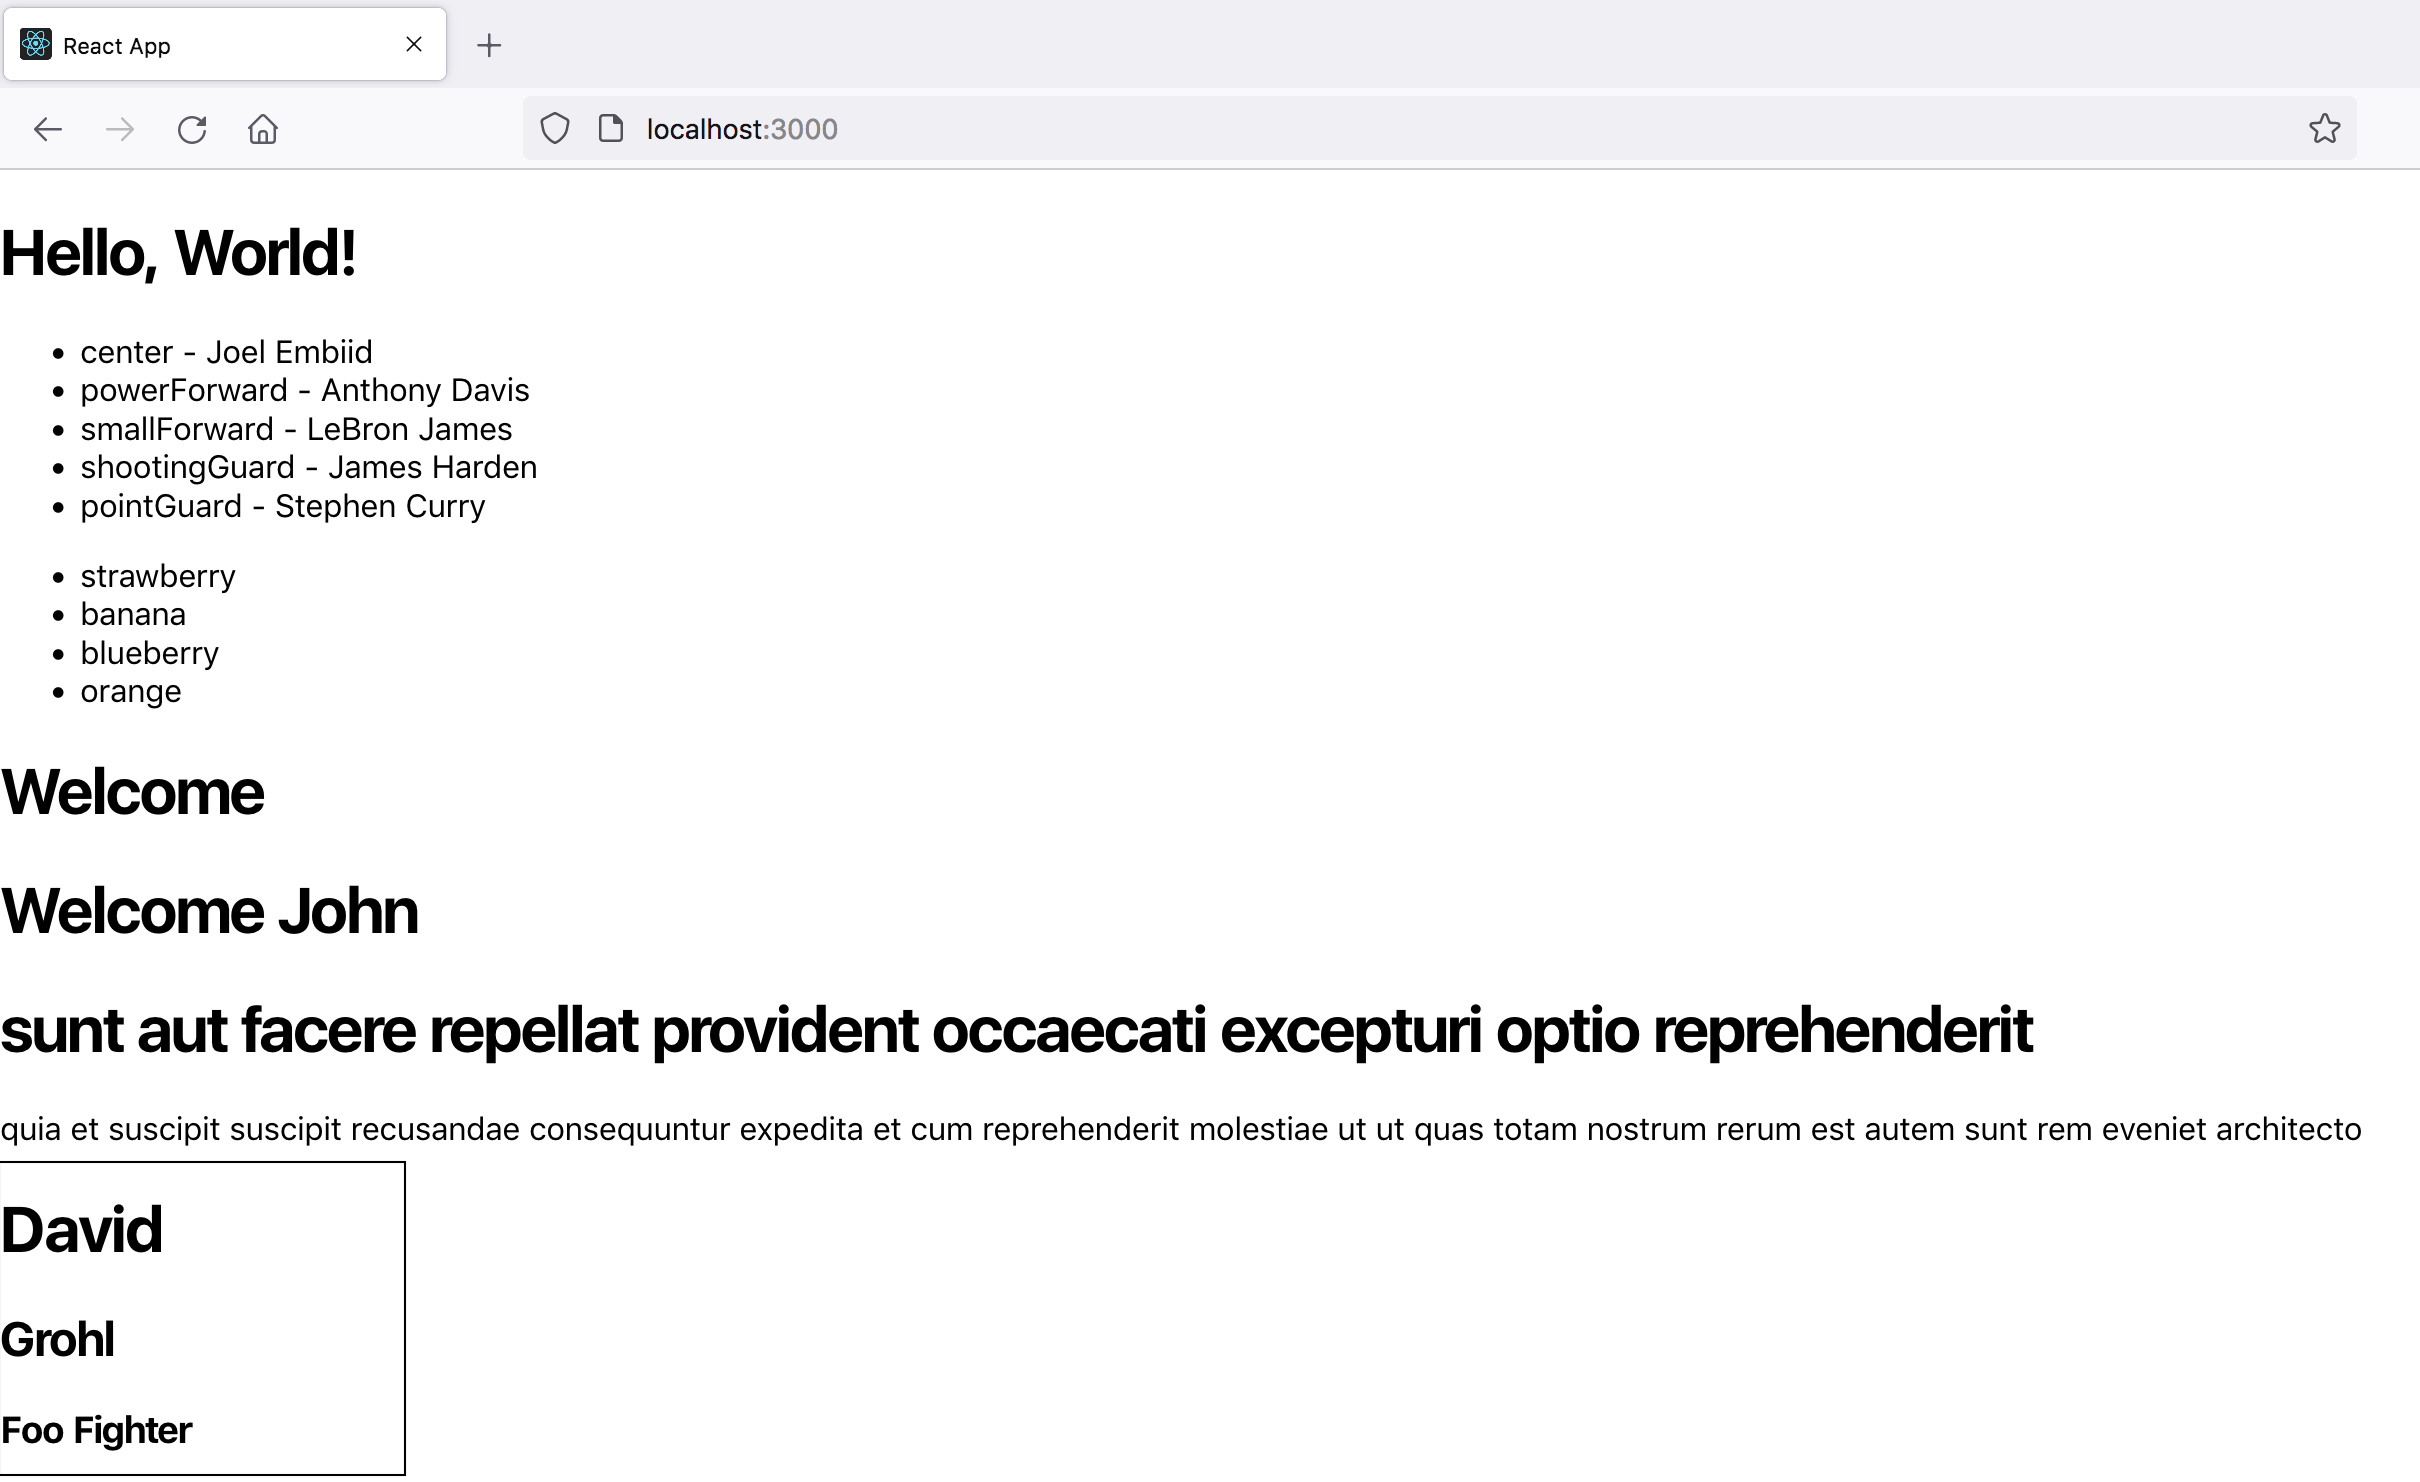 React App
localhost:3000
Hello, World!
center - Joel Embiid
powerForward - Anthony Davis
smallForward - LeBron James
shootingGuard - James Harden
pointGuard - Stephen Curry
strawberry
banana
blueberry
orange
Welcome
Welcome John
sunt aut facere repellat provident occaecati excepturi optio reprehenderit
quia et suscipit suscipit recusandae consequuntur expedita et cum reprehenderit molestiae ut ut quas totam nostrum rerum est autem sunt rem eveniet architecto
David
Grohl
Foo Fighter